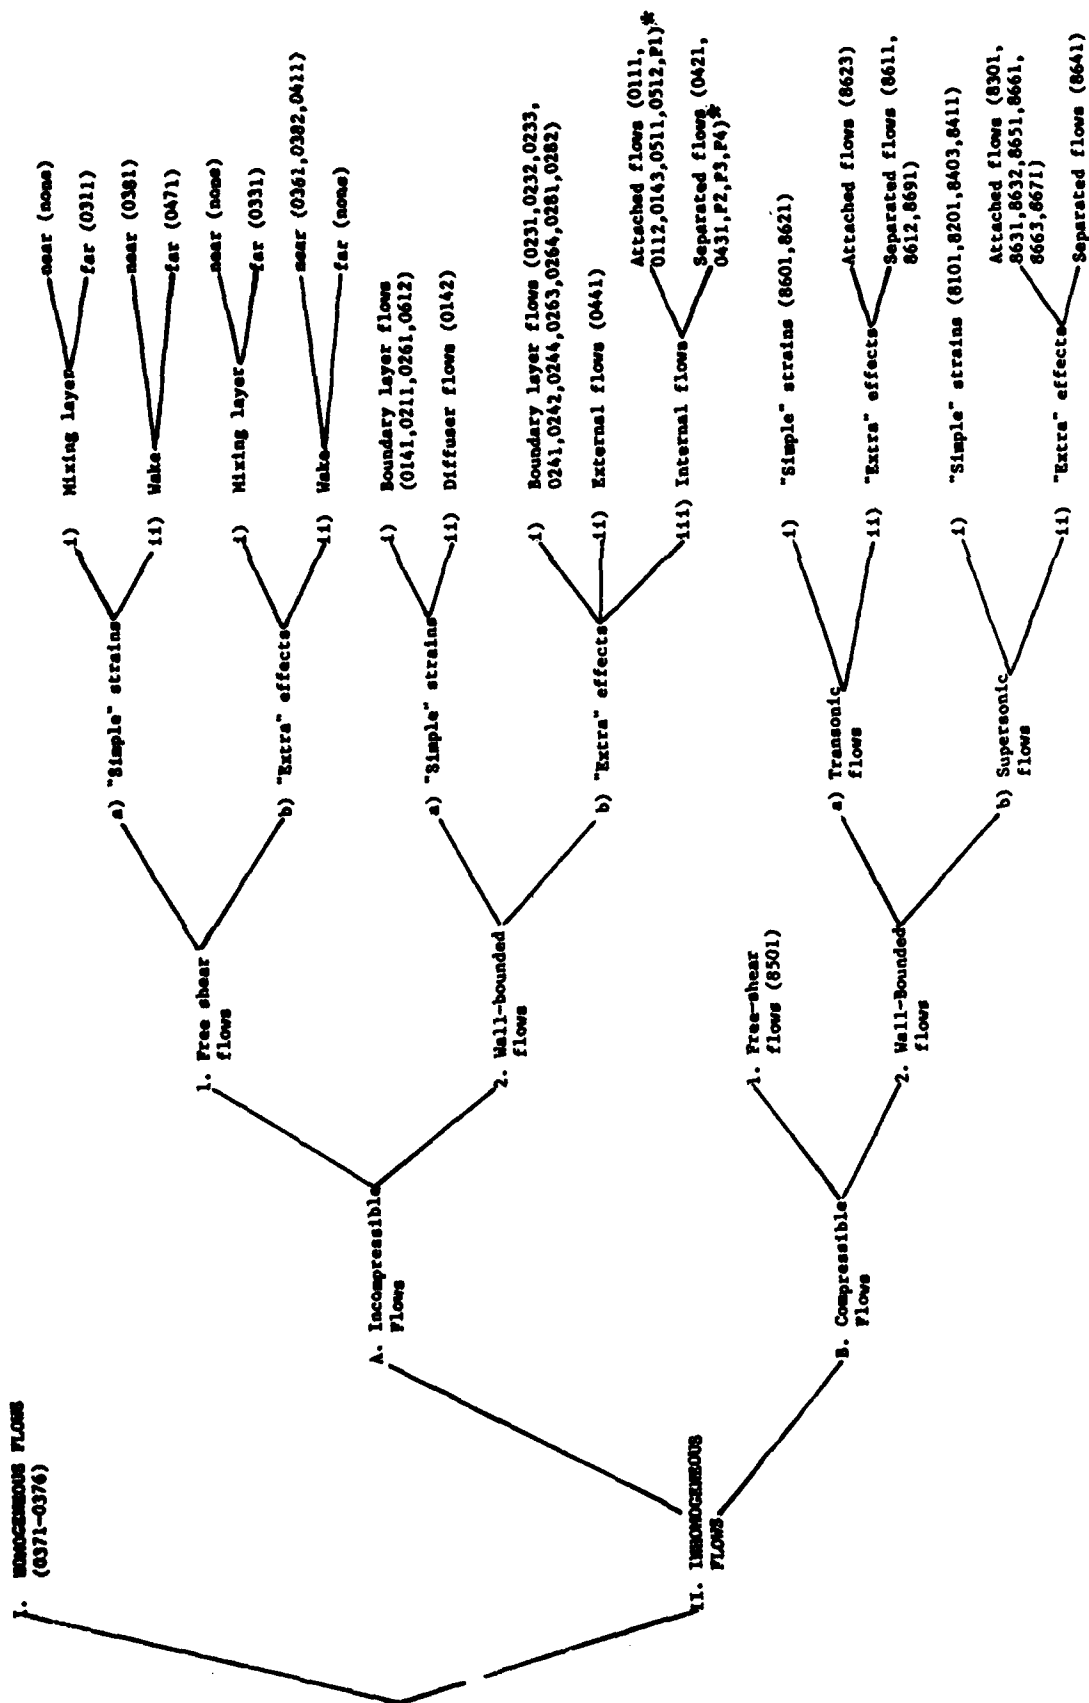 I. HOMOGENEOUS FLOWS
(0371-0376)
II. INHOMOGENEOUS
FLOWS
A. Incompressible
Flows
1. Free shear
flows
a) "Simple" strains
i) Mixing layer
near (none)
far (0311)
ii) Wake
near (0381)
far (0471)
b) "Extra" effects
i) Mixing layer
near (none)
far (0331)
ii) Wake
near (0361,0382,0411)
far (none)
2. Wall-bounded
flows
a) "Simple" strains
i) Boundary layer flows
(0141,0211,0261,0612)
ii) Diffuser flows (0142)
b) "Extra" effects
i) Boundary layer flows (0231,0232,0233,
0241,0242,0244,0263,0264,0281,0282)
ii) External flows (0441)
iii) Internal flows
Attached flows (0111,
0112,0143,0511,0512,P1)*
Separated flows (0421,
0431,P2,P3,P4)*
B. Compressible
Flows
1. Free-shear
flows (8501)
2. Wall-Bounded
flows
a) Transonic
flows
i) "Simple" strains (8601,8621)
ii) "Extra" effects
Attached flows (8623)
Separated flows (8611,
8612,8691)
b) Supersonic
flows
i) "Simple" strains (8101,8201,8403,8411)
ii) "Extra" effects
Attached flows (8301,
8631,8632,8651,8661,
8663,8671)
Separated flows (8641)